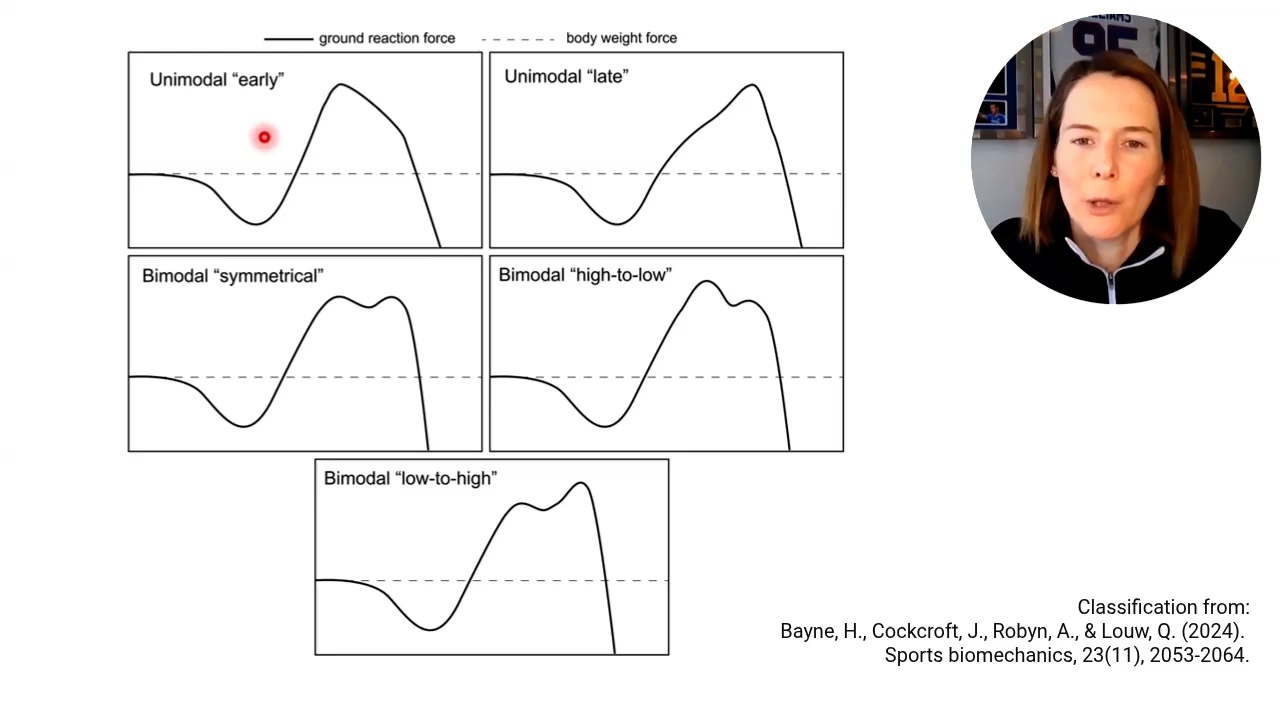 ground reaction force
body weight force
Unimodal “early”
Unimodal “late”
Bimodal “symmetrical”
Bimodal “high-to-low”
Bimodal “low-to-high”
Classification from:
Bayne, H., Cockcroft, J., Robyn, A., & Louw, Q. (2024).
Sports biomechanics, 23(11), 2053-2064.